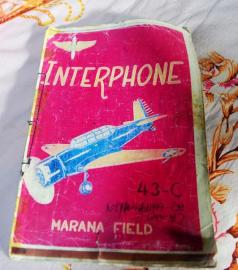 INTERPHONE
43-C
MARANA FIELD